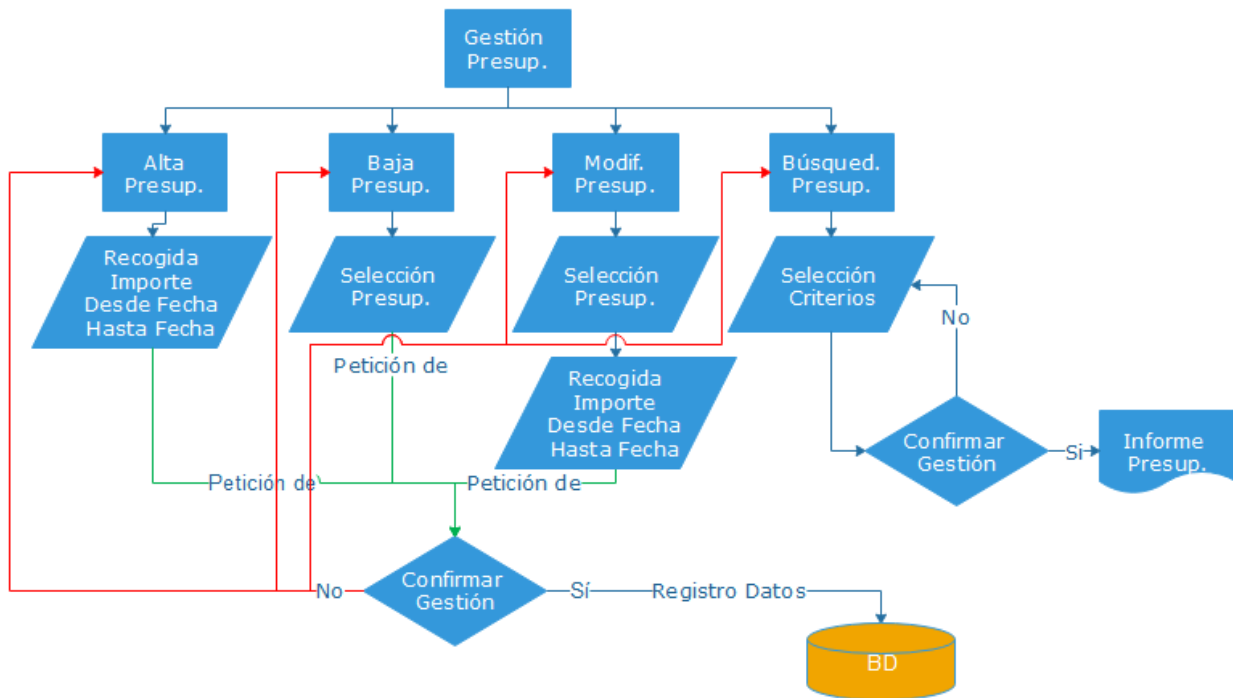 Gestión
Presup.
Alta
Presup.
Baja
Presup.
Modif.
Presup.
Búsqued.
Presup.
Recogida
Importe
Desde Fecha
Hasta Fecha
Selección
Presup.
Selección
Presup.
Selección
Criterios
No
Petición de
Recogida
Importe
Desde Fecha
Hasta Fecha
Confirmar
Gestión
Si
Informe
Presup.
Petición de
Petición de
No
Confirmar
Gestión
Sí
Registro Datos
BD